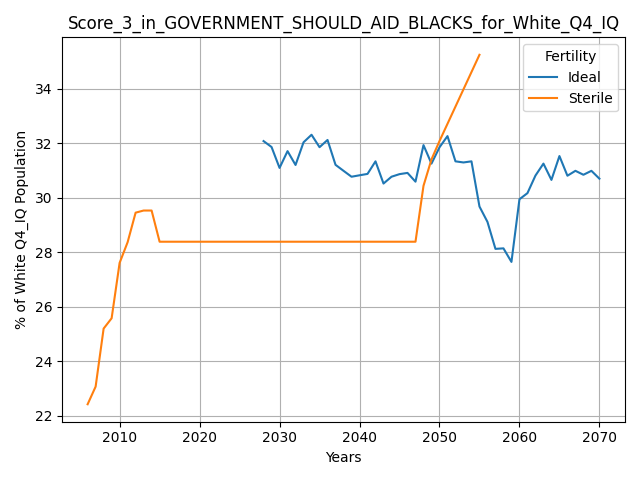 Score_3_in_GOVERNMENT_SHOULD_AID_BLACKS_for_White_Q4_IQ
Fertility
Ideal
Sterile
34
32
30
28
26
24
22
% of White Q4_IQ Population
2010 2020 2030 2040 2050 2060 2070
Years